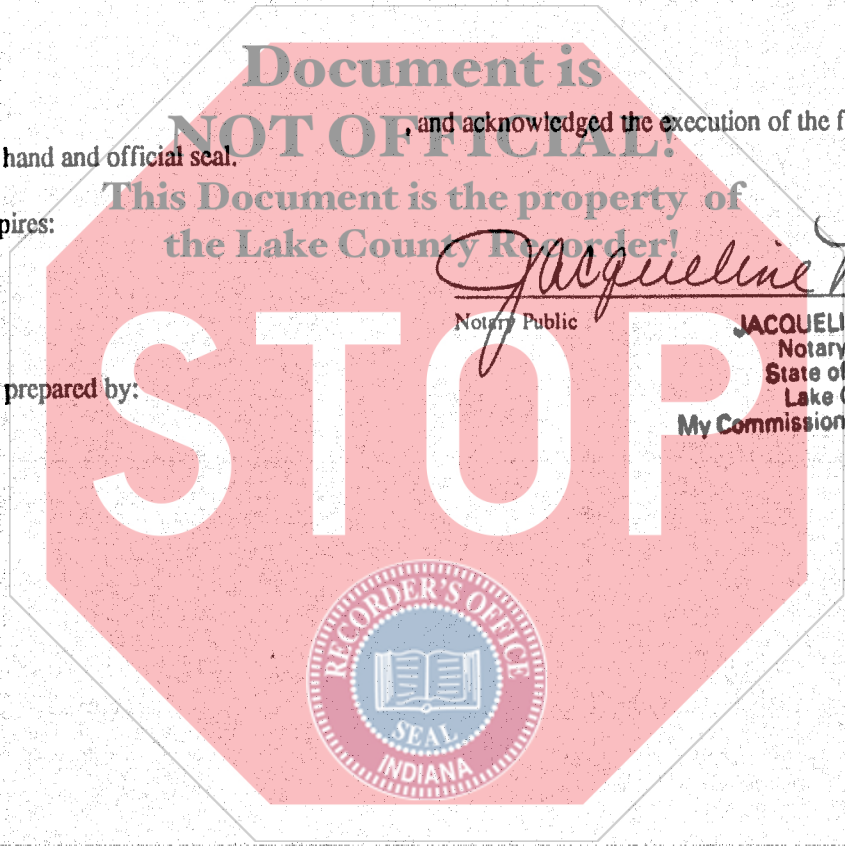 Document is
NOT OFFICIAL!
, and acknowledged the execution of the f
hand and official seal.
This Document is the property of
the Lake County Recorder!
pires:
Jacqueline
Notary Public
JACQUELI
Notary
State of
Lake
My Commission
prepared by:
STOP
RECORDER'S OFFICE
SEAL
INDIANA